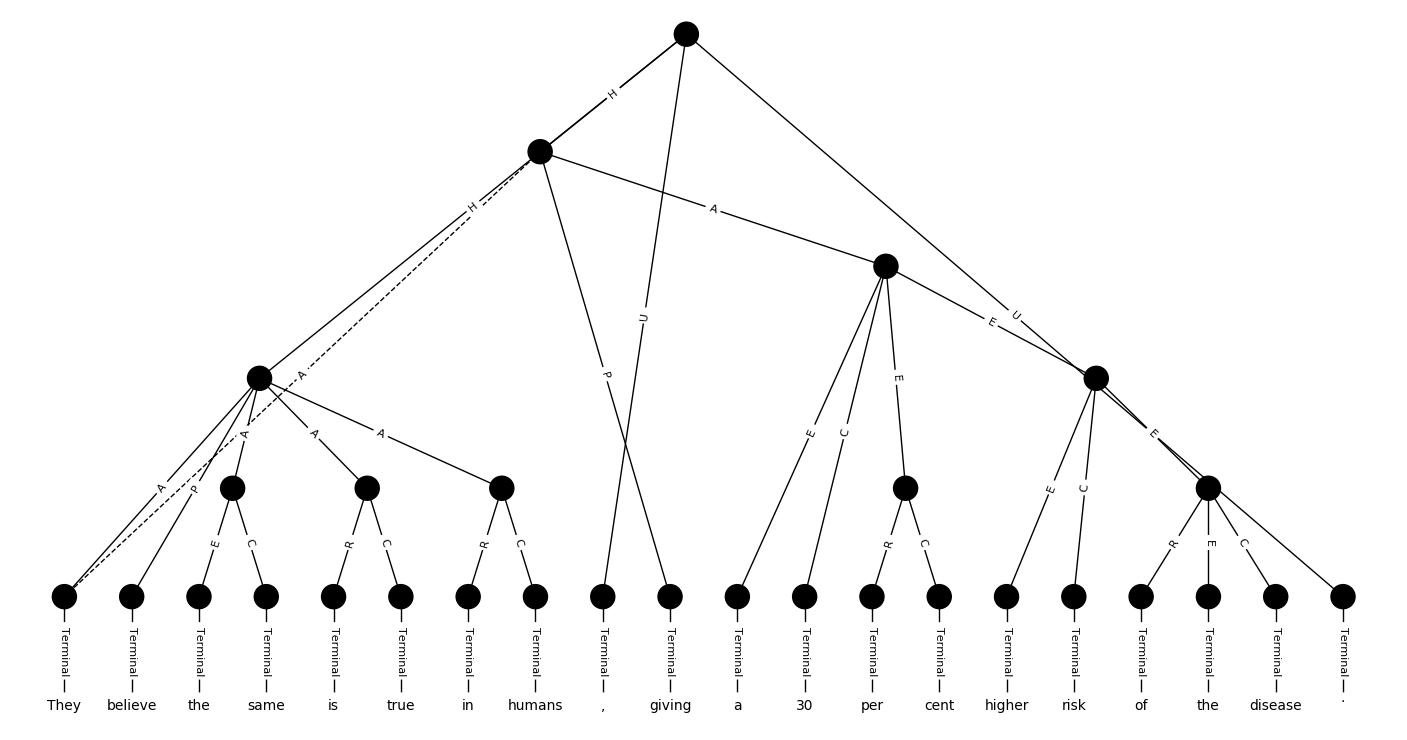 H
H
A
U
U
P
A
E
E
C
E
A
P
A
A
A
E
C
E
E
C
R
C
R
C
R
C
R
E
C
Terminal Terminal Terminal Terminal Terminal Terminal Terminal Terminal Terminal Terminal Terminal Terminal Terminal Terminal Terminal Terminal Terminal Terminal Terminal Terminal
They believe the same is true in humans , giving a 30 per cent higher risk of the disease .